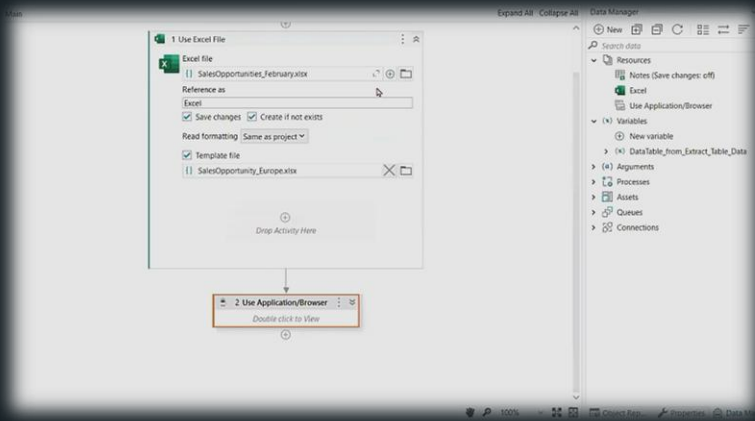 Main
Expand All Collapse All
1 Use Excel File
Excel file
SalesOpportunities_February.xlsx
Reference as
Excel
Save changes Create if not exists
Read formatting Same as project
Template file
SalesOpportunity_Europe.xlsx
Drop Activity Here
2 Use Application/Browser
Double click to View
100%
Data Manager
New
Search data
Resources
Notes (Save changes: off)
Excel
Use Application/Browser
Variables
New variable
DataTable_from_Extract_Table_Data
Arguments
Processes
Assets
Queues
Connections
Object Rep... Properties Data M